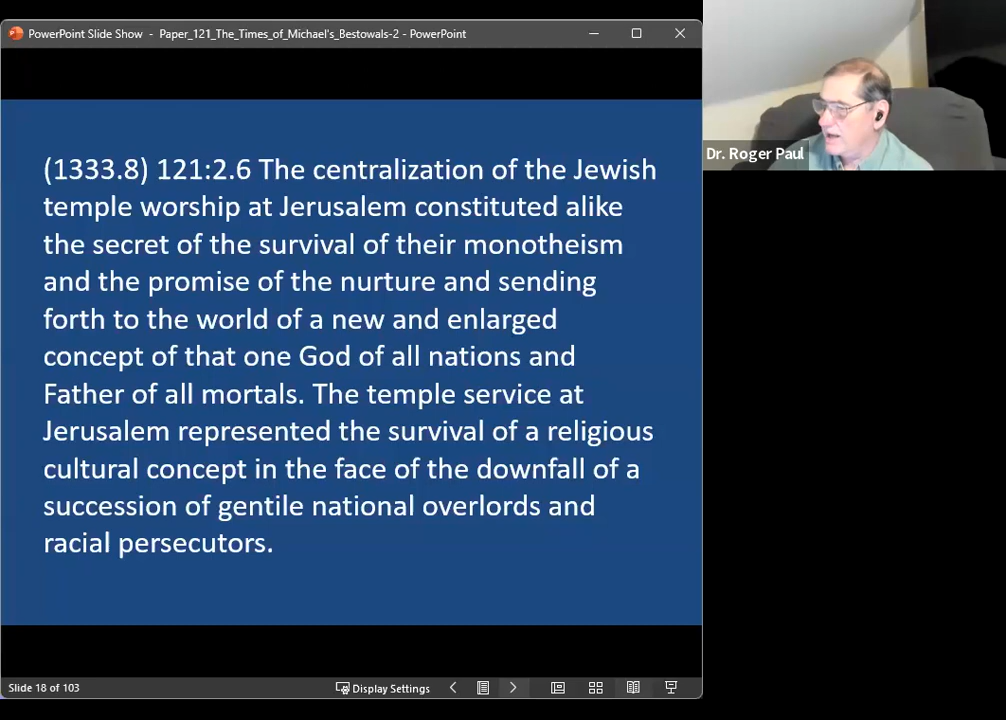 PowerPoint Slide Show - Paper_121_The_Times_of_Michael's_Bestowals-2 - PowerPoint
Dr. Roger Paul
(1333.8) 121:2.6 The centralization of the Jewish
temple worship at Jerusalem constituted alike
the secret of the survival of their monotheism
and the promise of the nurture and sending
forth to the world of a new and enlarged
concept of that one God of all nations and
Father of all mortals. The temple service at
Jerusalem represented the survival of a religious
cultural concept in the face of the downfall of a
succession of gentile national overlords and
racial persecutors.
Slide 18 of 103
Display Settings